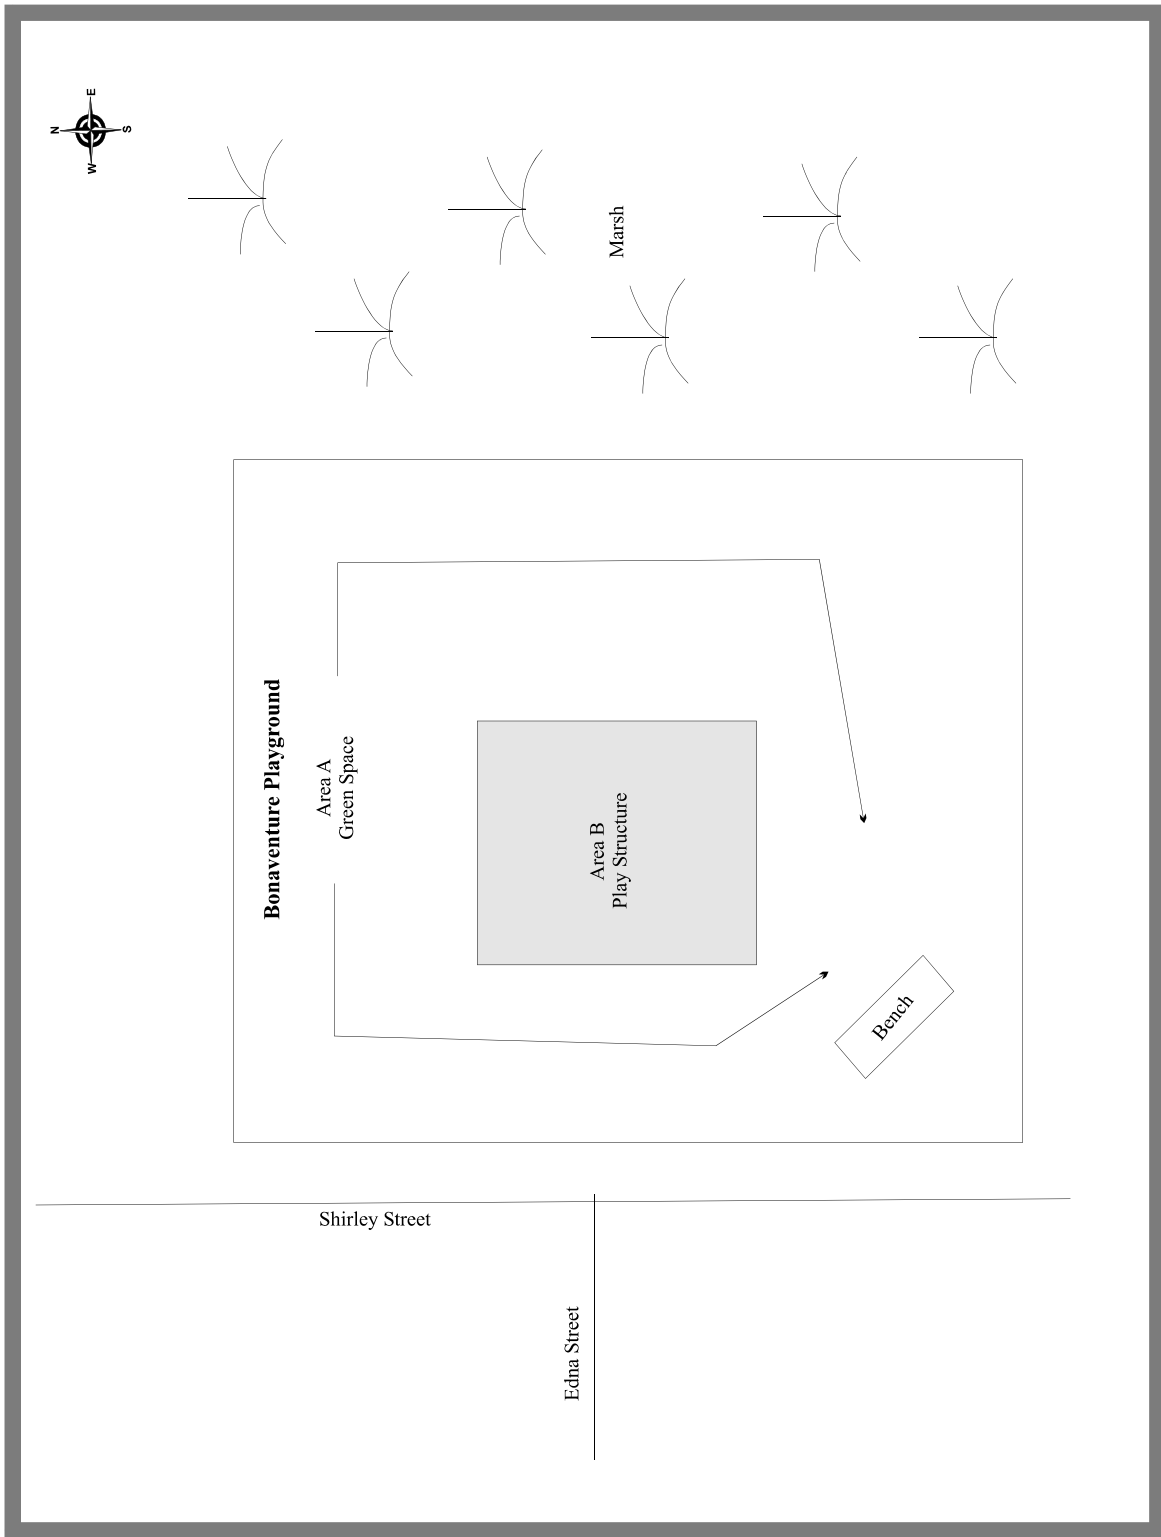 E
N
S
W
Marsh
Bonaventure Playground
Area A
Green Space
Area B
Play Structure
Bench
Shirley Street
Edna Street